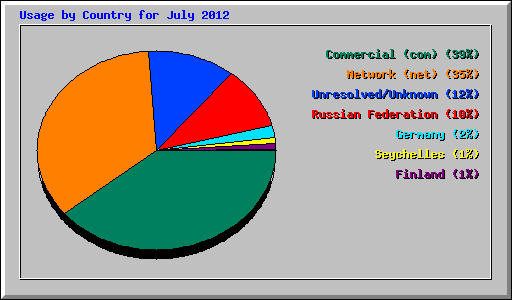 Usage by Country for July 2012
Commercial (com) (39%)
Network (net) (35%)
Unresolved/Unknown (12%)
Russian Federation (10%)
Germany (2%)
Seychelles (1%)
Finland (1%)